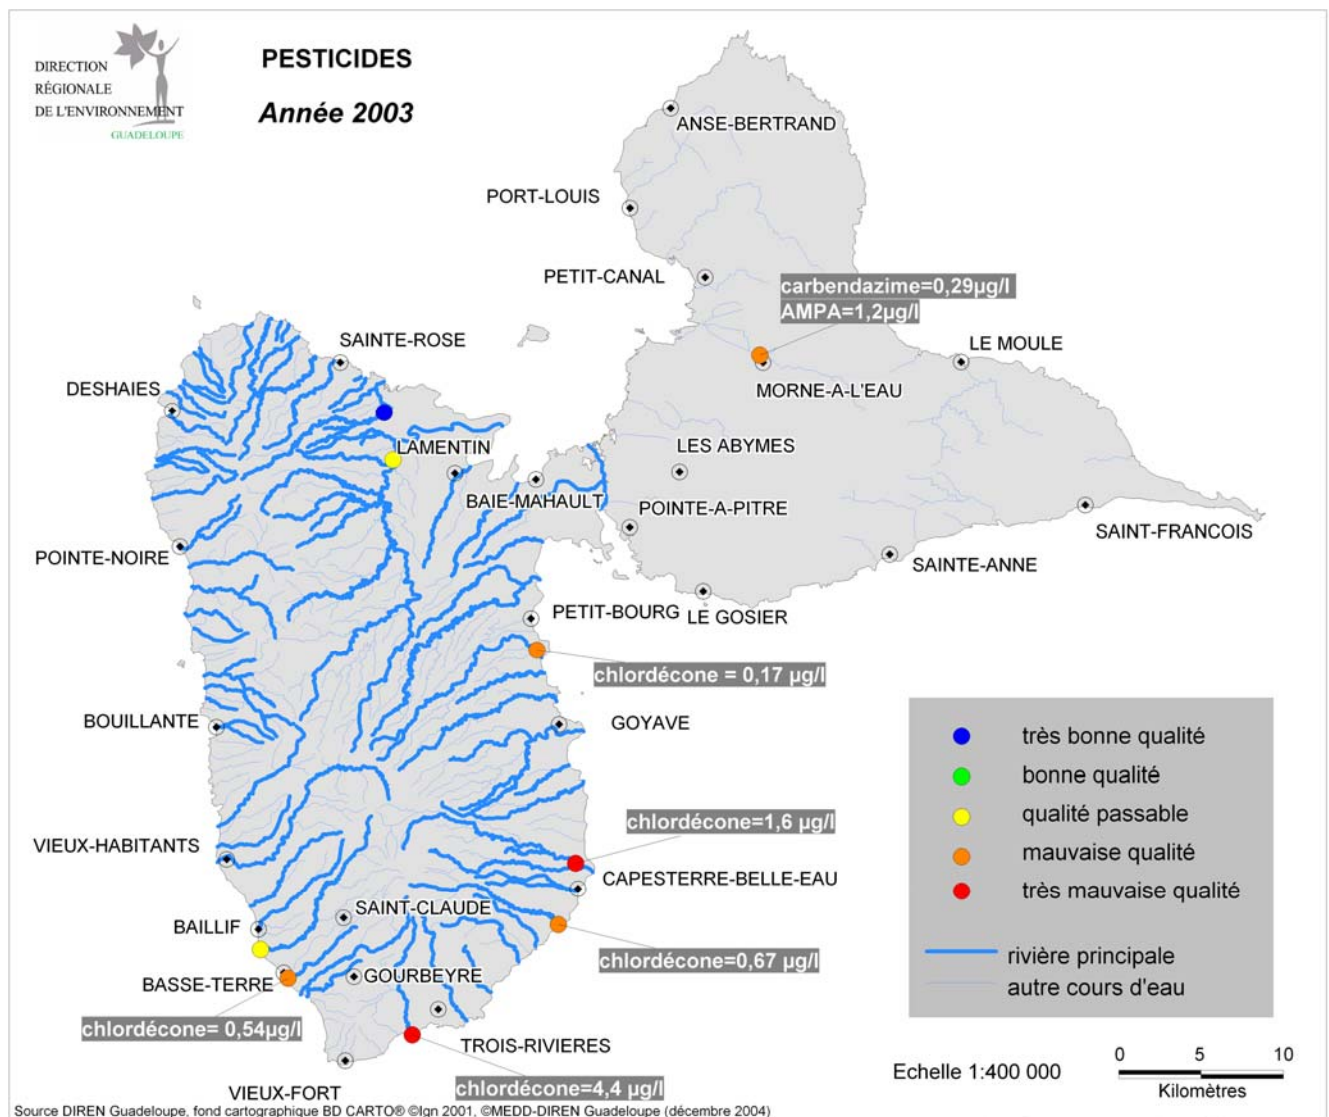 DIRECTION
RÉGIONALE
DE L'ENVIRONNEMENT
GUADELOUPE
PESTICIDES
Année 2003
ANSE-BERTRAND
PORT-LOUIS
PETIT-CANAL
carbendazime=0,29µg/l
AMPA=1,2µg/l
SAINTE-ROSE
LE MOULE
DESHAIES
MORNE-A-L'EAU
LAMENTIN
LES ABYMES
BAIE-MAHAULT
POINTE-A-PITRE
SAINT-FRANCOIS
POINTE-NOIRE
SAINTE-ANNE
PETIT-BOURG
LE GOSIER
chlordécone = 0,17 µg/l
BOUILLANTE
GOYAVE
très bonne qualité
bonne qualité
qualité passable
mauvaise qualité
très mauvaise qualité
rivière principale
autre cours d'eau
chlordécone=1,6 µg/l
VIEUX-HABITANTS
CAPESTERRE-BELLE-EAU
SAINT-CLAUDE
BAILLIF
chlordécone=0,67 µg/l
GOURBEYRE
BASSE-TERRE
chlordécone= 0,54µg/l
TROIS-RIVIERES
VIEUX-FORT
chlordécone=4,4 µg/l
Echelle 1:400 000
0 5 10
Kilomètres
Source DIREN Guadeloupe, fond cartographique BD CARTO® ©Ign 2001, ©MEDD-DIREN Guadeloupe (décembre 2004)